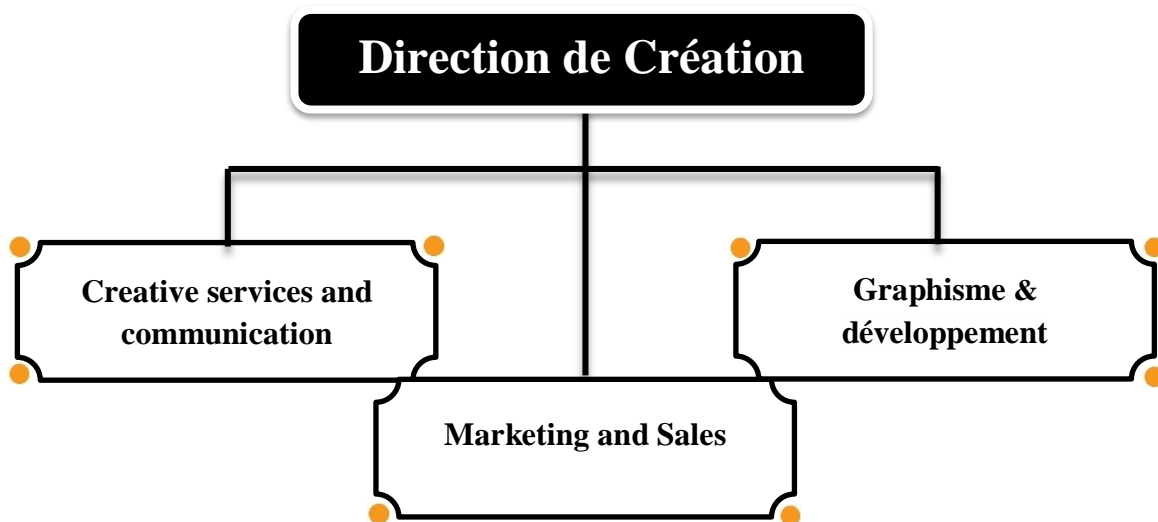 Direction de Création
Creative services and
communication
Graphisme &
développement
Marketing and Sales